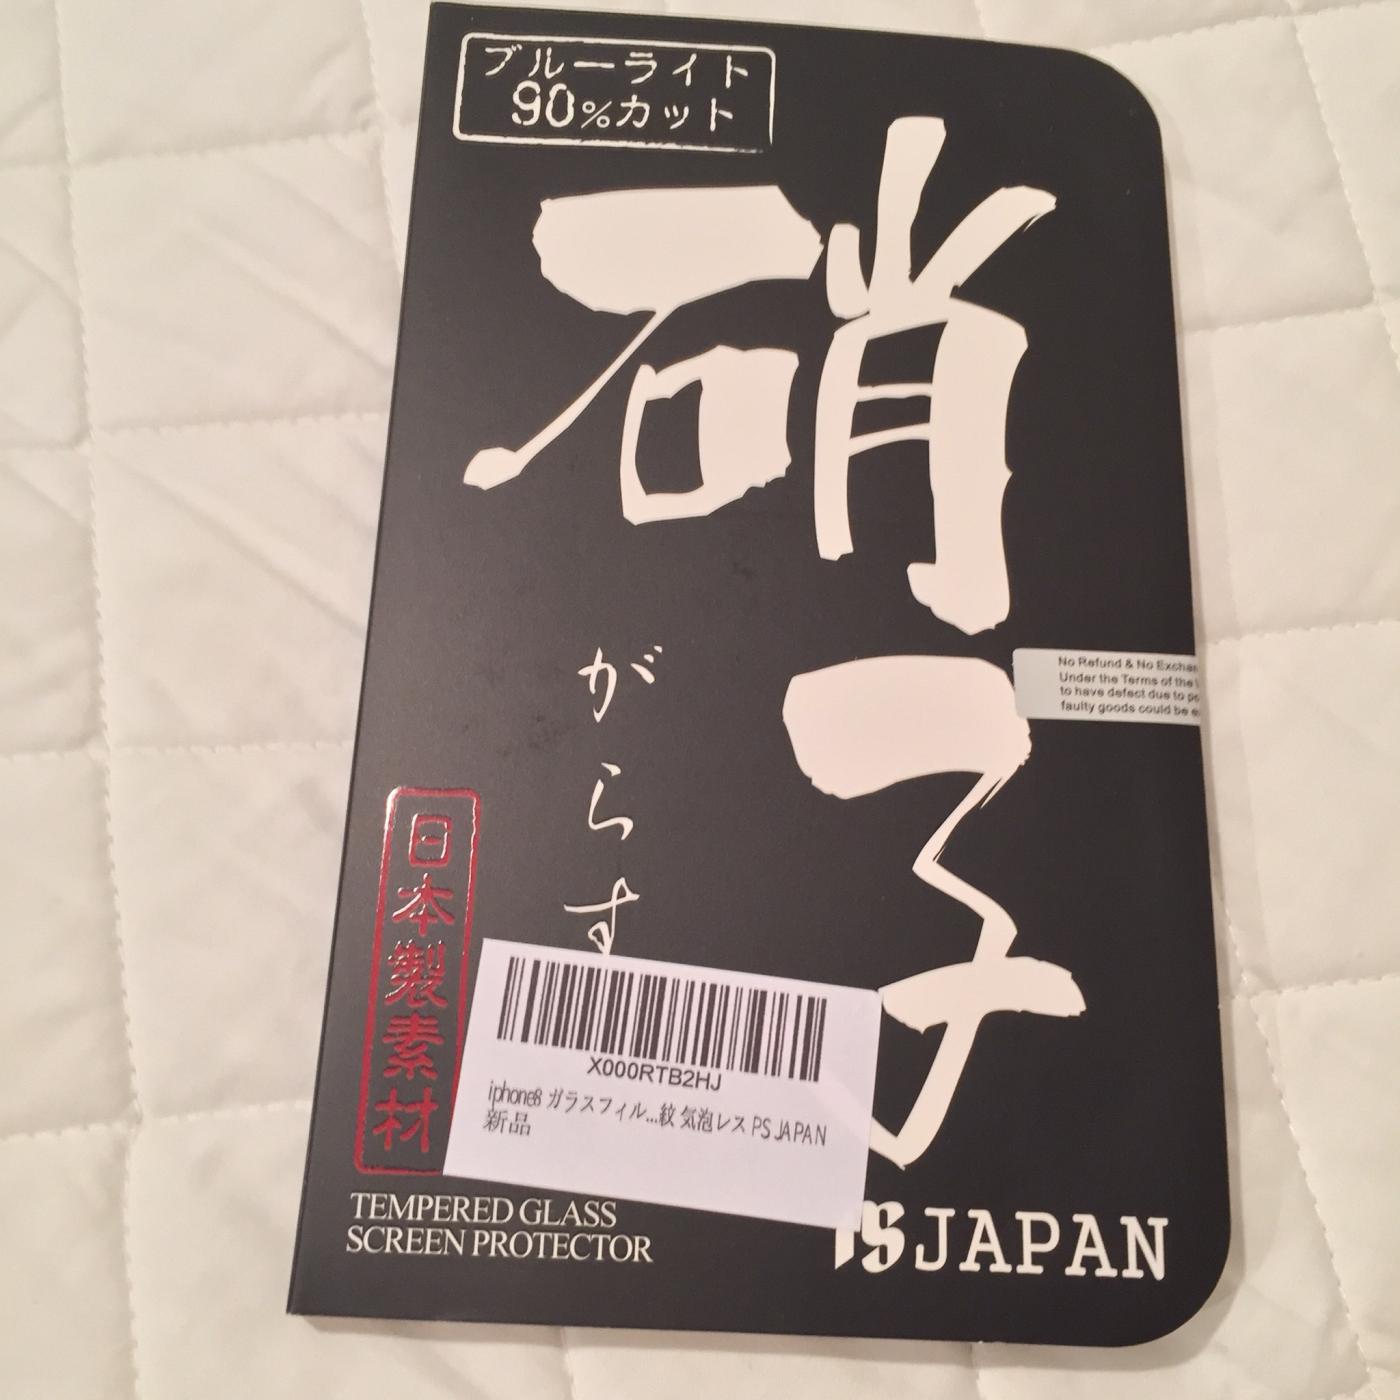 ブルーライト
90%カット
硝子
がらす
No Refund & No Exchan
Under the Terms of the
to have defect due to
faulty goods could be
日本製素材
X000RTB2HJ
iphone8 ガラスフィル...紋 気泡レス PS JAPAN
新品
TEMPERED GLASS
SCREEN PROTECTOR
PS JAPAN